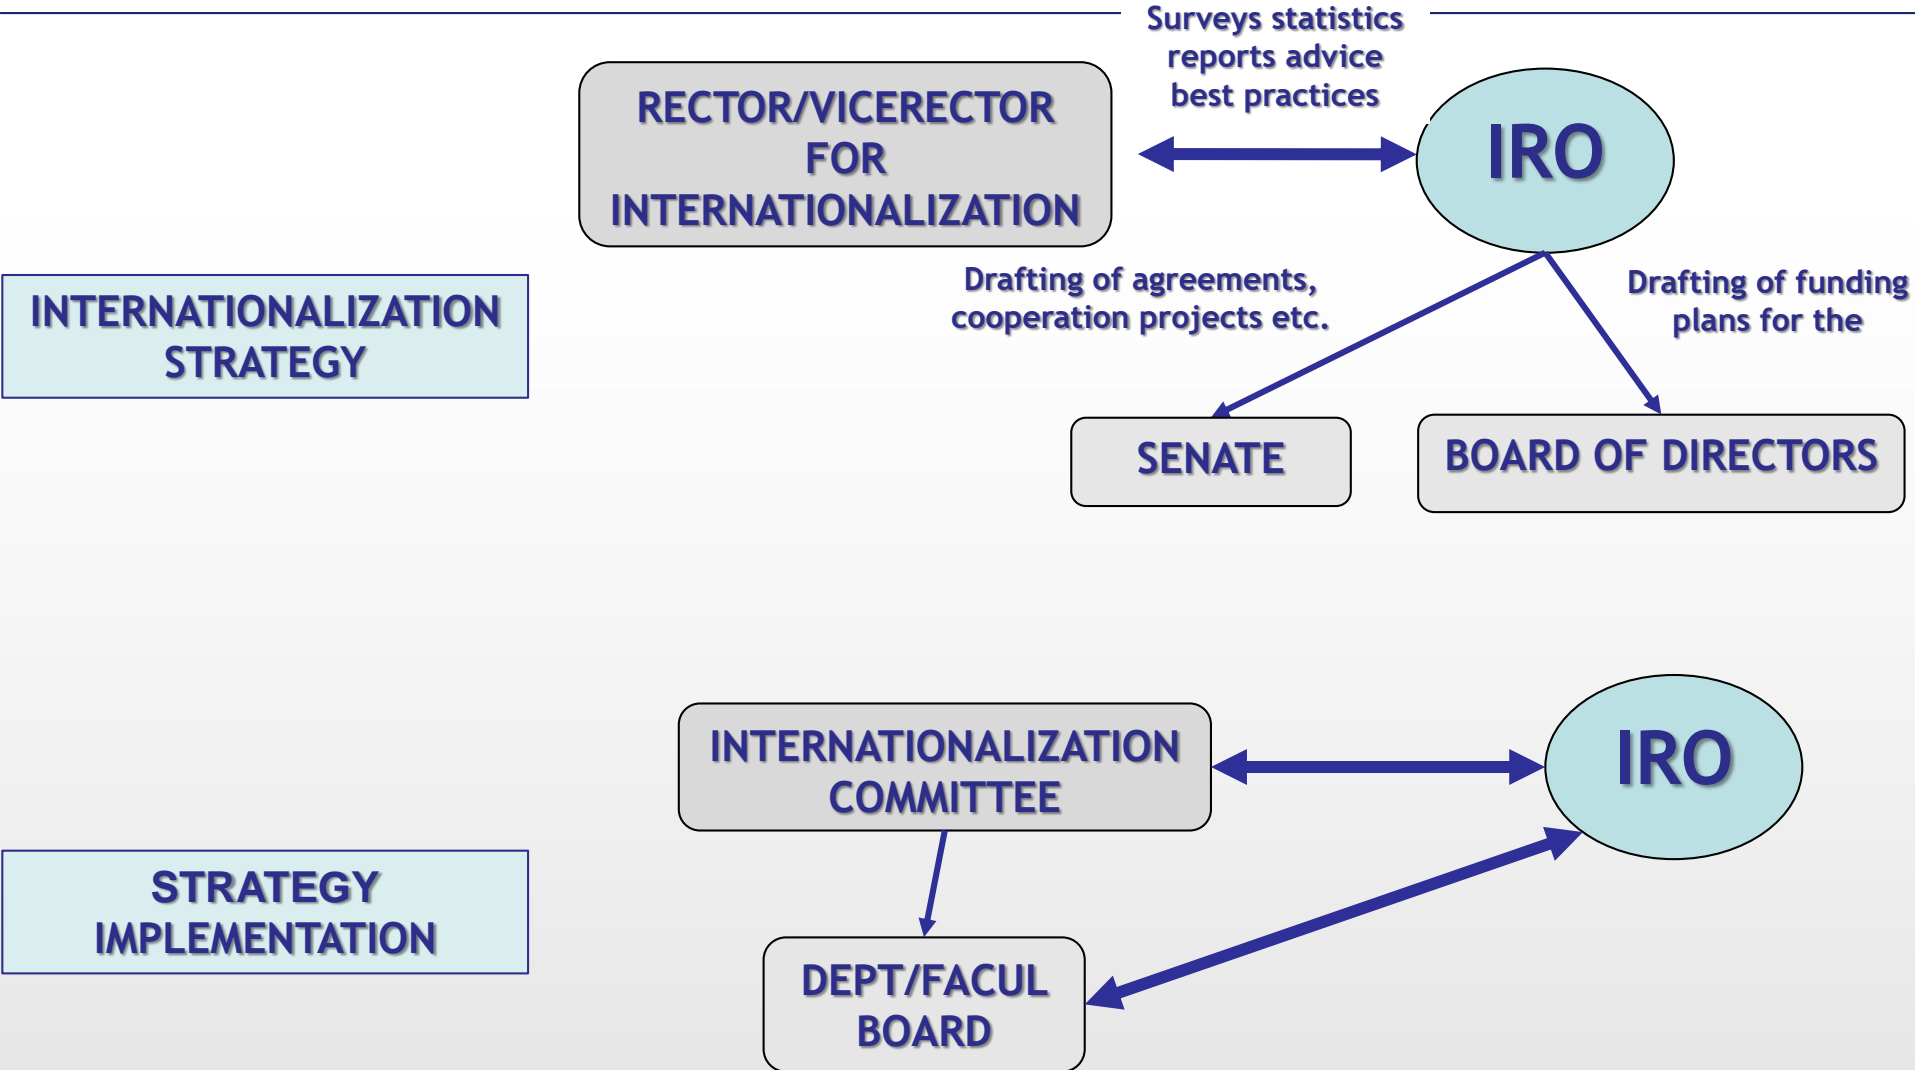 Surveys statistics
reports advice
best practices
RECTOR/VICERECTOR
FOR
INTERNATIONALIZATION
IRO
Drafting of agreements,
cooperation projects etc.
Drafting of funding
plans for the
INTERNATIONALIZATION
STRATEGY
SENATE
BOARD OF DIRECTORS
INTERNATIONALIZATION
COMMITTEE
IRO
STRATEGY
IMPLEMENTATION
DEPT/FACUL
BOARD